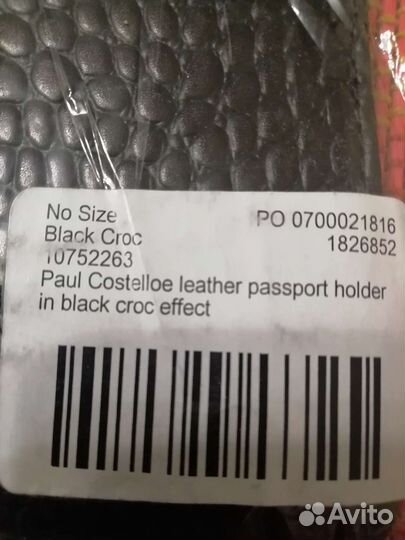 No Size PO 0700021816
Black Croc 1826852
10752263
Paul Costelloe leather passport holder
in black croc effect
Avito